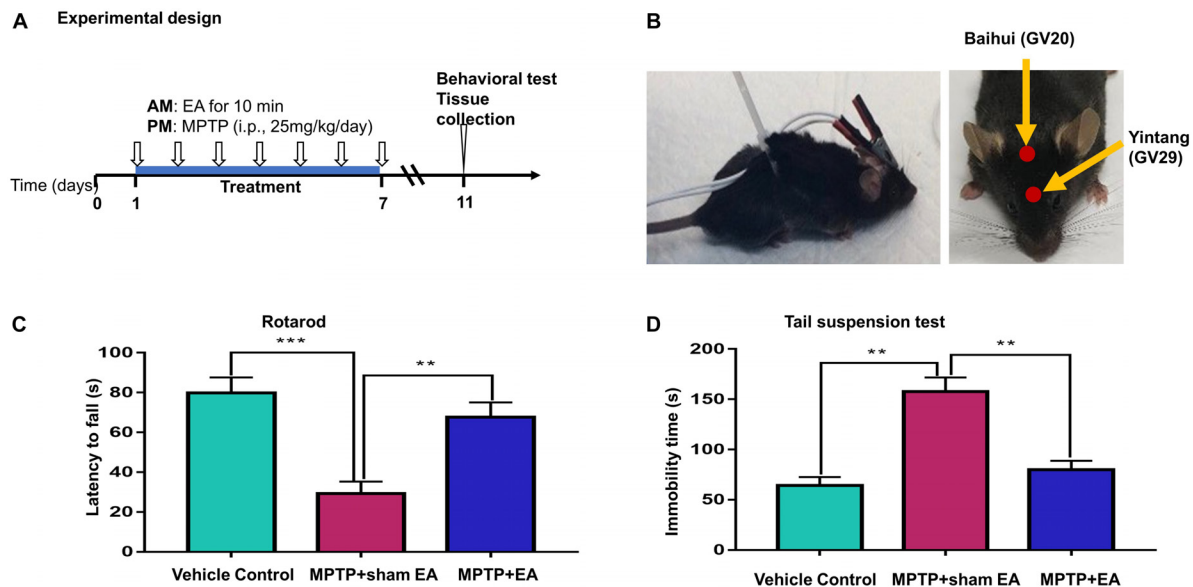 A Experimental design
AM: EA for 10 min
PM: MPTP (i.p., 25mg/kg/day)
Behavioral test
Tissue
collection
Time (days)
Treatment
0 1 7 11
B
Baihui (GV20)
Yintang
(GV29)
C Rotarod
Latency to fall (s)
100
80
60
40
20
0
***
**
Vehicle Control MPTP+sham EA MPTP+EA
D Tail suspension test
Immobility time (s)
200
150
100
50
0
** **
Vehicle Control MPTP+sham EA MPTP+EA